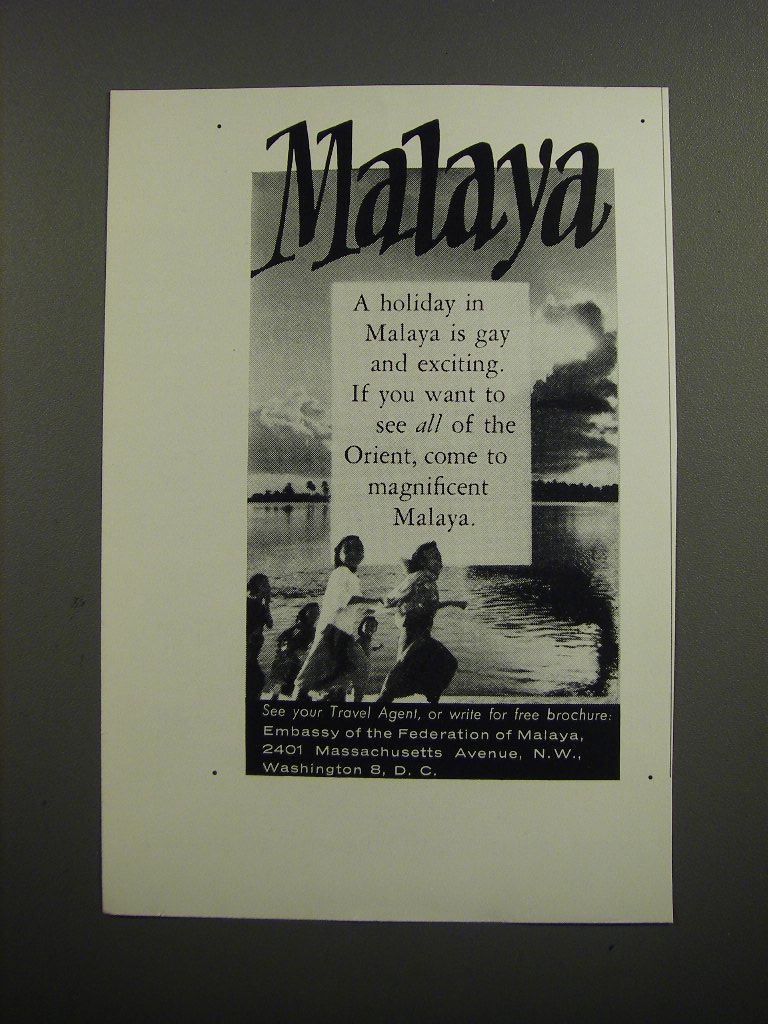 Malaya
A holiday in
Malaya is gay
and exciting.
If you want to
see all of the
Orient, come to
magnificent
Malaya.
See your Travel Agent, or write for free brochure:
Embassy of the Federation of Malaya,
2401 Massachusetts Avenue, N.W.,
Washington 8, D. C.